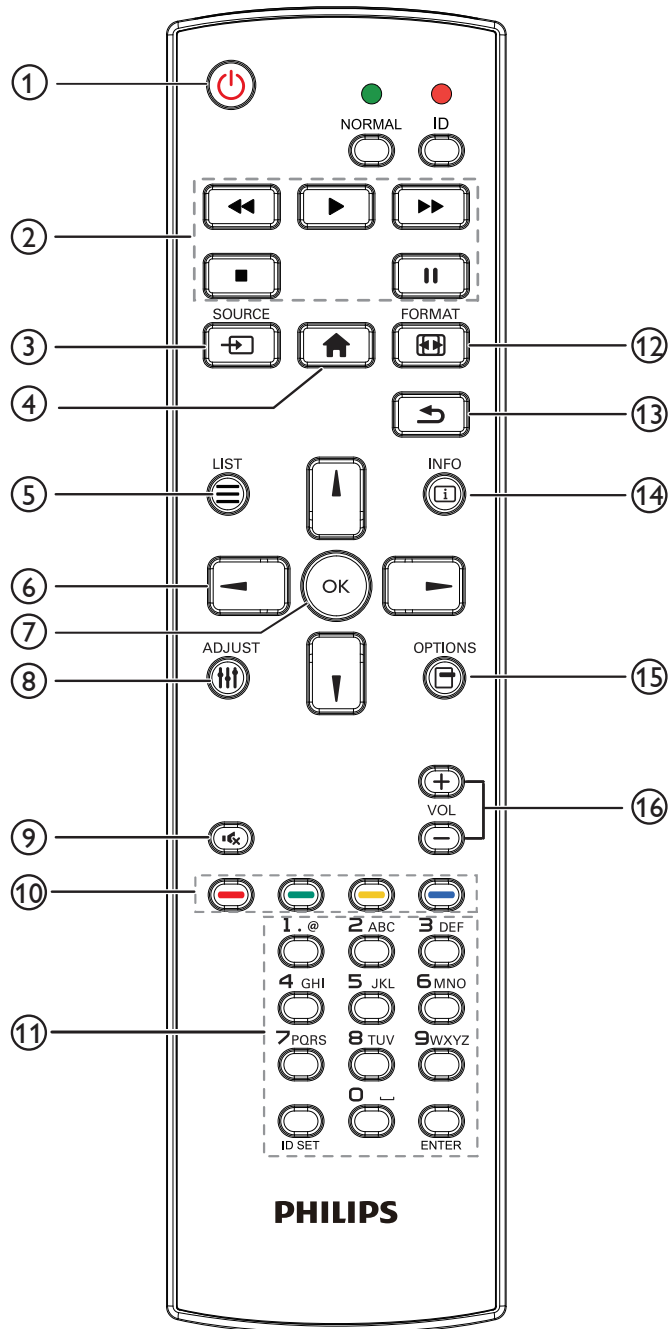 1
NORMAL ID
2
SOURCE FORMAT
3 12
4 13
LIST INFO
5 i 14
6 OK
7
ADJUST OPTIONS
8 15
VOL 16
9
10
1 . @ 2 ABC 3 DEF
4 GHI 5 JKL 6 MNO
11 7 PQRS 8 TUV 9 WXYZ
0 ⎵
ID SET ENTER
PHILIPS